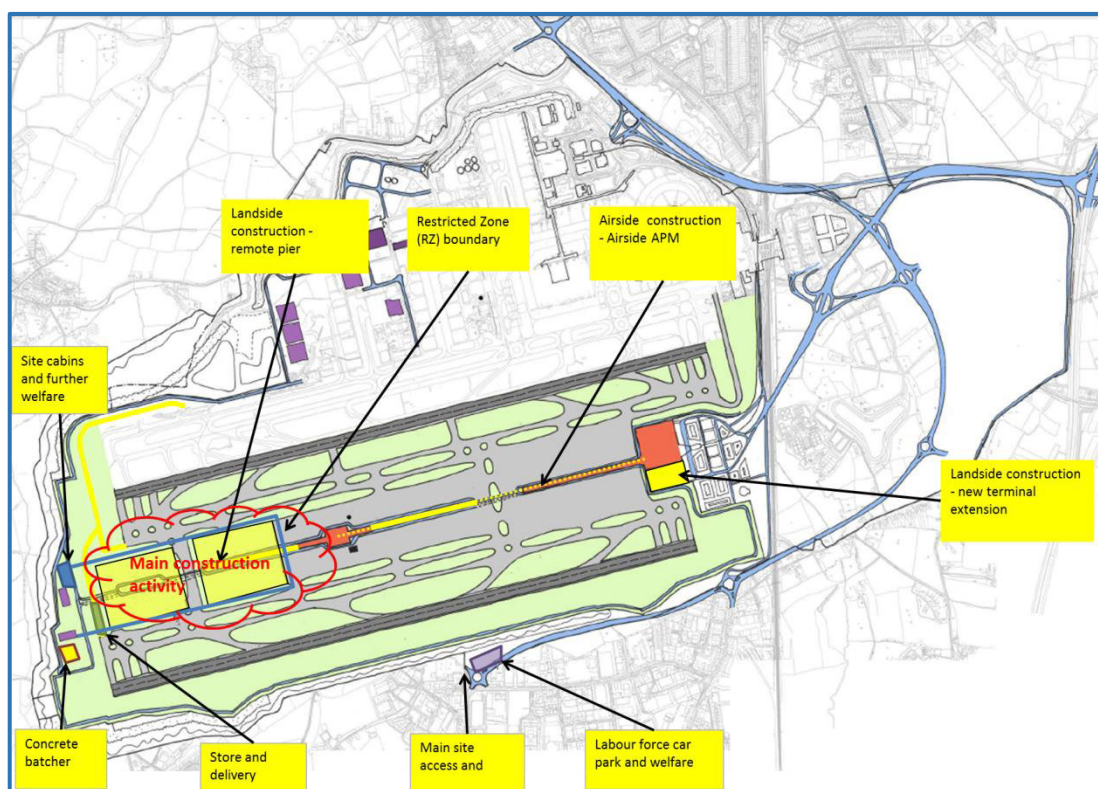 Landside
construction -
remote pier
Restricted Zone
(RZ) boundary
Airside construction
- Airside APM
Site cabins
and further
welfare
Landside construction
- new terminal
extension
Main construction
activity
Concrete
batcher
Store and
delivery
Main site
access and
Labour force car
park and welfare